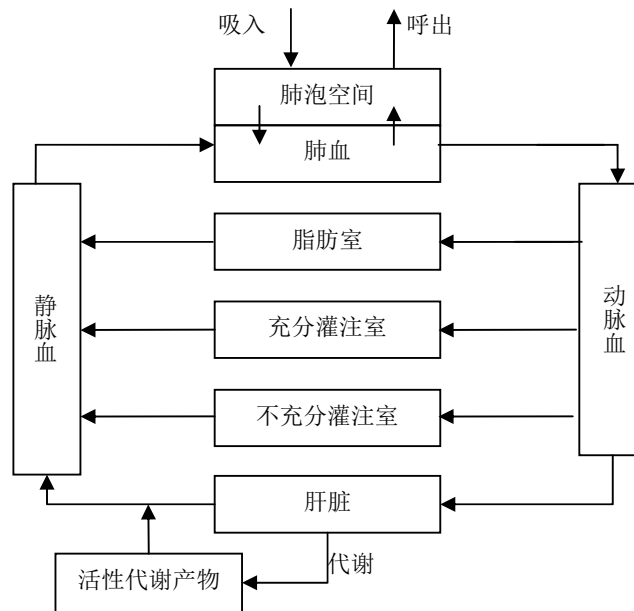 吸入
呼出
肺泡空间
肺血
脂肪室
静脉血
动脉血
充分灌注室
不充分灌注室
肝脏
代谢
活性代谢产物